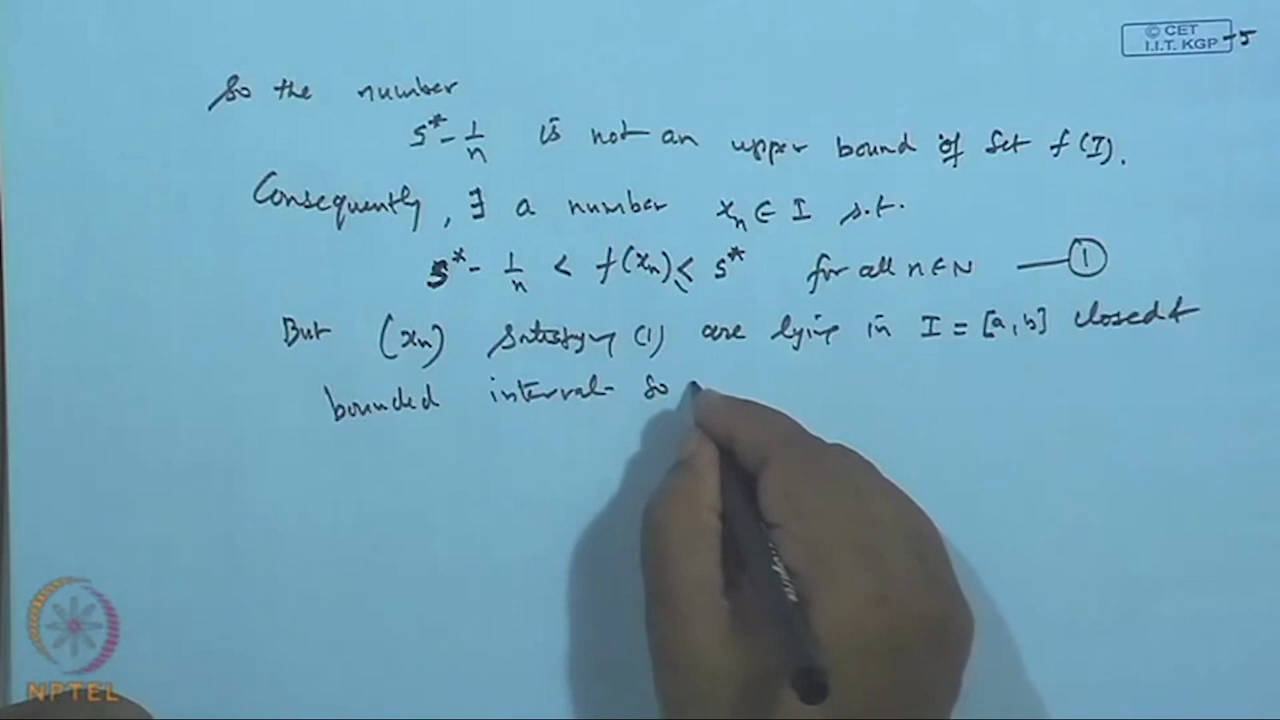 © CET
I.I.T. KGP -5
So the number
s* - 1/n is not an upper bound of Set f(I).
Consequently, ∃ a number xₙ ∈ I s.t.
s* - 1/n < f(xₙ) ≤ s* for all n ∈ N — ①
But (xₙ) satisfying (1) are lying in I = [a, b] closed &
bounded interval- So
NPTEL